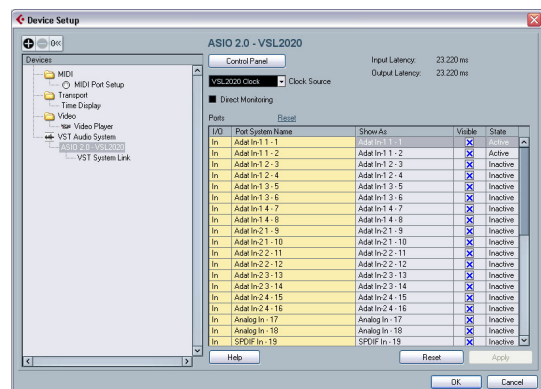 Device Setup
Devices
MIDI
MIDI Port Setup
Transport
Time Display
Video
Video Player
VST Audio System
ASIO 2.0 - VSL2020
VST System Link
ASIO 2.0 - VSL2020
Control Panel
Input Latency: 23.220 ms
Output Latency: 23.220 ms
VSL2020 Clock Clock Source
Direct Monitoring
Ports Reset
I/O Port System Name Show As Visible State
In Adat In-1 1 - 1 Adat In-1 1 - 1 Active
In Adat In-1 1 - 2 Adat In-1 1 - 2 Active
In Adat In-1 2 - 3 Adat In-1 2 - 3 Inactive
In Adat In-1 2 - 4 Adat In-1 2 - 4 Inactive
In Adat In-1 3 - 5 Adat In-1 3 - 5 Inactive
In Adat In-1 3 - 6 Adat In-1 3 - 6 Inactive
In Adat In-1 4 - 7 Adat In-1 4 - 7 Inactive
In Adat In-1 4 - 8 Adat In-1 4 - 8 Inactive
In Adat In-2 1 - 9 Adat In-2 1 - 9 Inactive
In Adat In-2 1 - 10 Adat In-2 1 - 10 Inactive
In Adat In-2 2 - 11 Adat In-2 2 - 11 Inactive
In Adat In-2 2 - 12 Adat In-2 2 - 12 Inactive
In Adat In-2 3 - 13 Adat In-2 3 - 13 Inactive
In Adat In-2 3 - 14 Adat In-2 3 - 14 Inactive
In Adat In-2 4 - 15 Adat In-2 4 - 15 Inactive
In Adat In-2 4 - 16 Adat In-2 4 - 16 Inactive
In Analog In - 17 Analog In - 17 Inactive
In Analog In - 18 Analog In - 18 Inactive
In SPDIF In - 19 SPDIF In - 19 Inactive
Help Reset Apply
OK Cancel